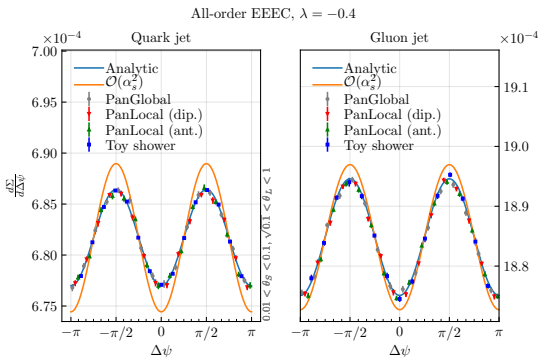 All-order EEEC, λ = −0.4
×10⁻⁴ Quark jet
Gluon jet ×10⁻⁴
7.00
6.95
6.90
6.85
6.80
6.75
dΣ/dΔψ
Analytic
𝒪(αₛ²)
PanGlobal
PanLocal (dip.)
PanLocal (ant.)
Toy shower
−π −π/2 0 π/2 π
Δψ
0.01 < θ_S < 0.1, √0.1 < θ_L < 1
Analytic
𝒪(αₛ²)
PanGlobal
PanLocal (dip.)
PanLocal (ant.)
Toy shower
19.1
19.0
18.9
18.8
−π −π/2 0 π/2 π
Δψ